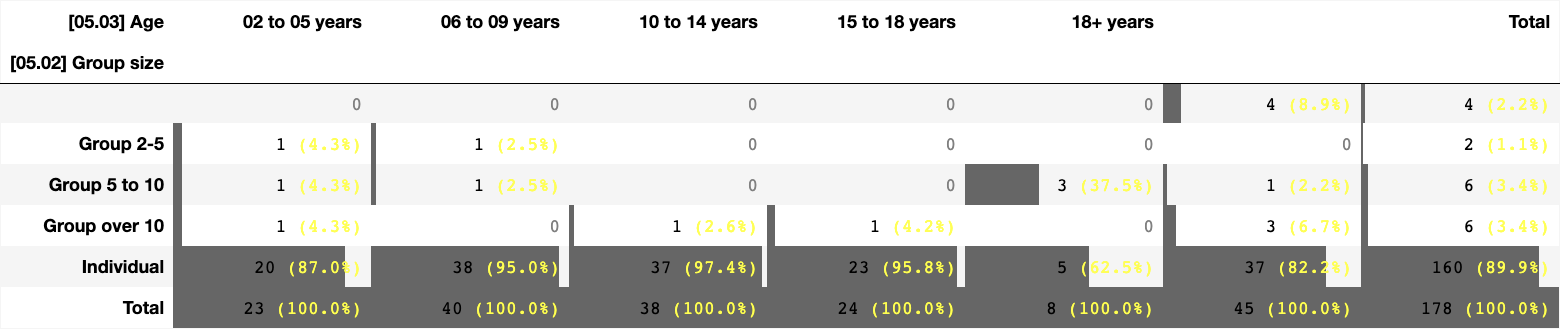 [05.03] Age 02 to 05 years 06 to 09 years 10 to 14 years 15 to 18 years 18+ years Total
[05.02] Group size
0 0 0 0 0 4 (8.9%) 4 (2.2%)
Group 2-5 1 (4.3%) 1 (2.5%) 0 0 0 0 2 (1.1%)
Group 5 to 10 1 (4.3%) 1 (2.5%) 0 0 3 (37.5%) 1 (2.2%) 6 (3.4%)
Group over 10 1 (4.3%) 0 1 (2.6%) 1 (4.2%) 0 3 (6.7%) 6 (3.4%)
Individual 20 (87.0%) 38 (95.0%) 37 (97.4%) 23 (95.8%) 5 (62.5%) 37 (82.2%) 160 (89.9%)
Total 23 (100.0%) 40 (100.0%) 38 (100.0%) 24 (100.0%) 8 (100.0%) 45 (100.0%) 178 (100.0%)